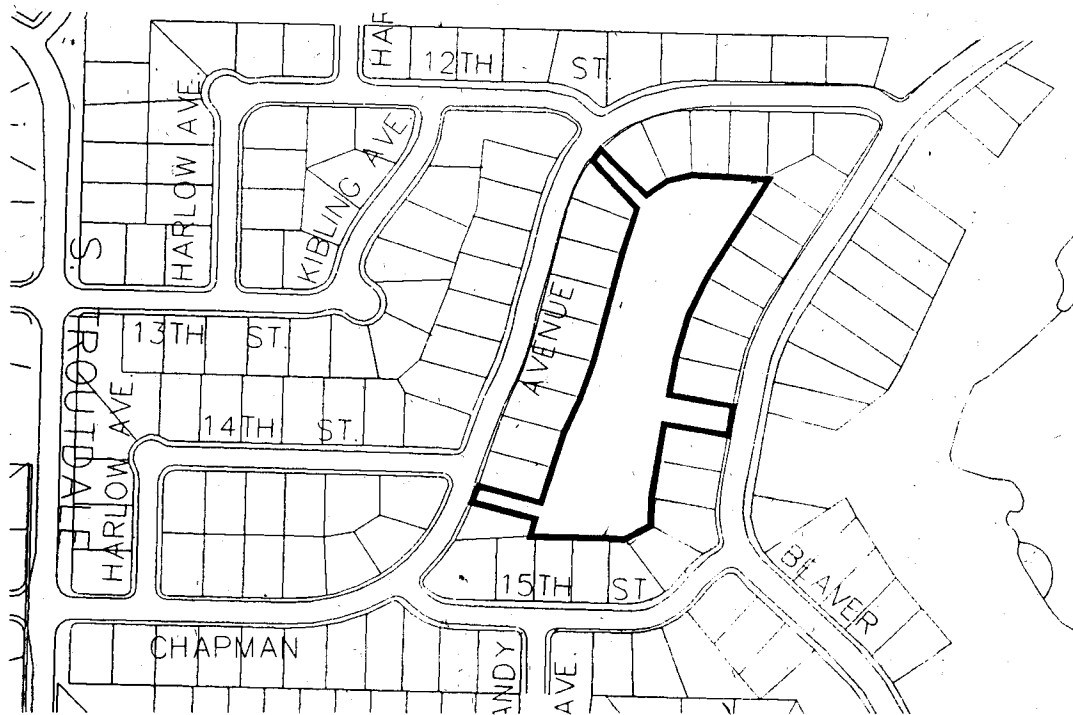 HAR
12TH ST
HARLOW AVE.
KIBLING AVE.
S. TROUTDALE
13TH ST.
AVENUE
HARLOW AVE.
14TH ST.
15TH ST
BEAVER
CHAPMAN
ANDY AVE.